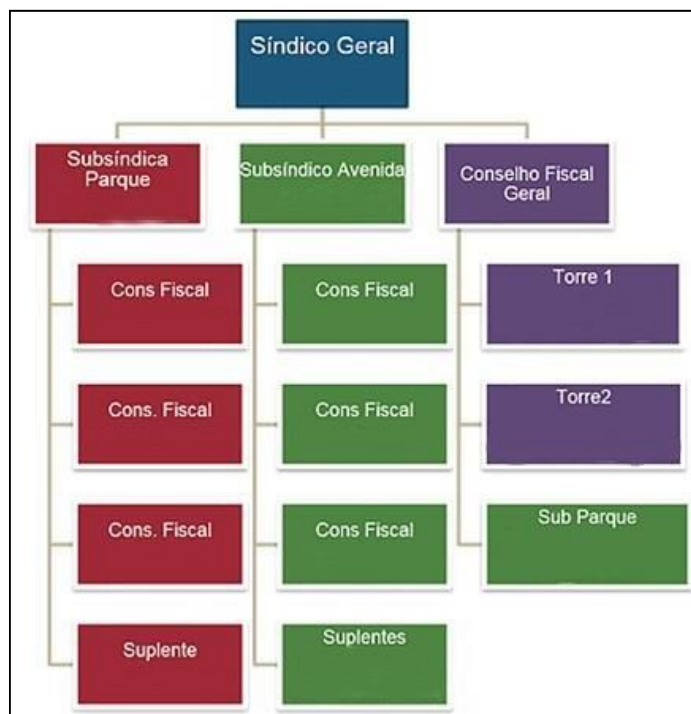 Síndico Geral
Subsíndica
Parque
Subsíndico Avenida
Conselho Fiscal
Geral
Cons Fiscal
Cons Fiscal
Torre 1
Cons. Fiscal
Cons Fiscal
Torre2
Cons. Fiscal
Cons Fiscal
Sub Parque
Suplente
Suplentes